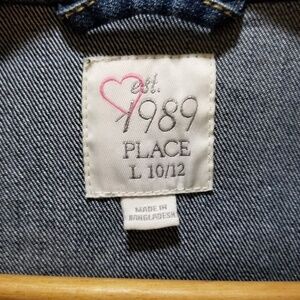 est.
1989
PLACE
L 10/12
MADE IN
BANGLADESH